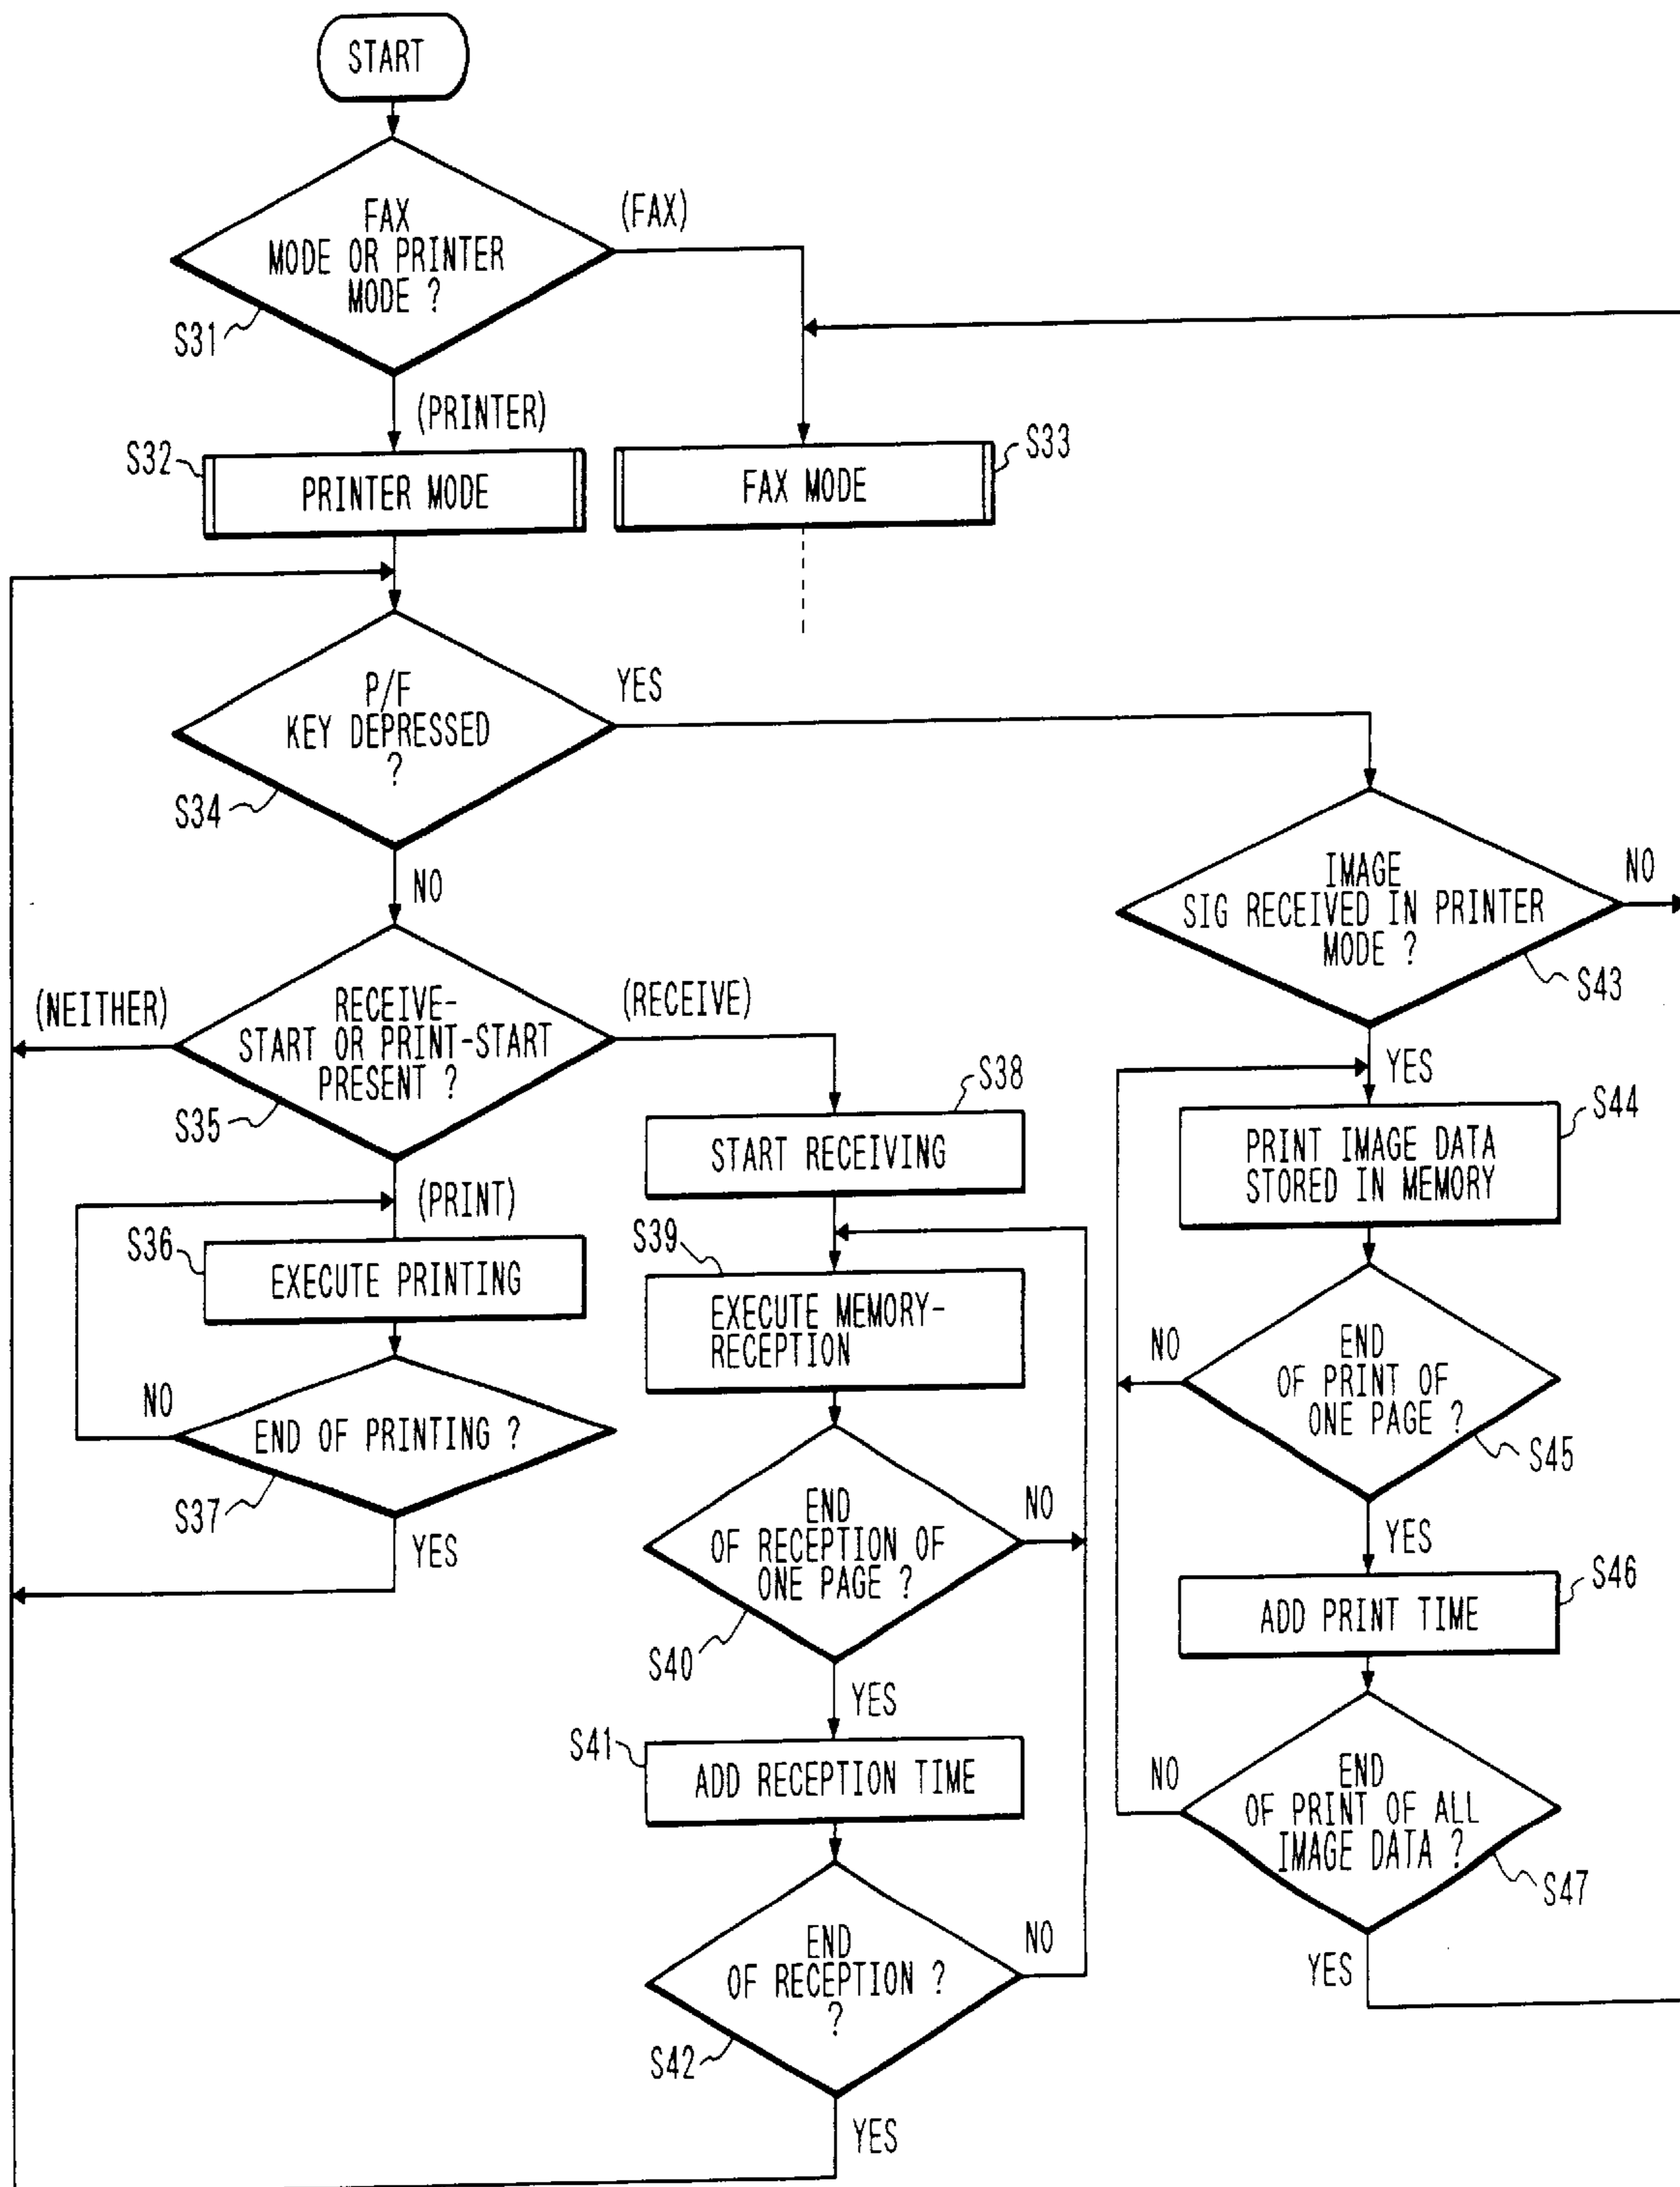 START
FAX
MODE OR PRINTER
MODE ?
(FAX)
S31
(PRINTER)
S32
PRINTER MODE
S33
FAX MODE
P/F
KEY DEPRESSED
?
YES
S34
NO
IMAGE
SIG RECEIVED IN PRINTER
MODE ?
NO
S43
(NEITHER)
RECEIVE-
START OR PRINT-START
PRESENT ?
(RECEIVE)
S35
YES
S38
START RECEIVING
S44
PRINT IMAGE DATA
STORED IN MEMORY
(PRINT)
S36
EXECUTE PRINTING
S39
EXECUTE MEMORY-
RECEPTION
NO
END
OF PRINT OF
ONE PAGE ?
S45
NO
END OF PRINTING ?
S37
YES
END
OF RECEPTION OF
ONE PAGE ?
NO
S40
YES
YES
S46
ADD PRINT TIME
S41
ADD RECEPTION TIME
NO
END
OF PRINT OF ALL
IMAGE DATA ?
S47
YES
END
OF RECEPTION ?
?
NO
S42
YES